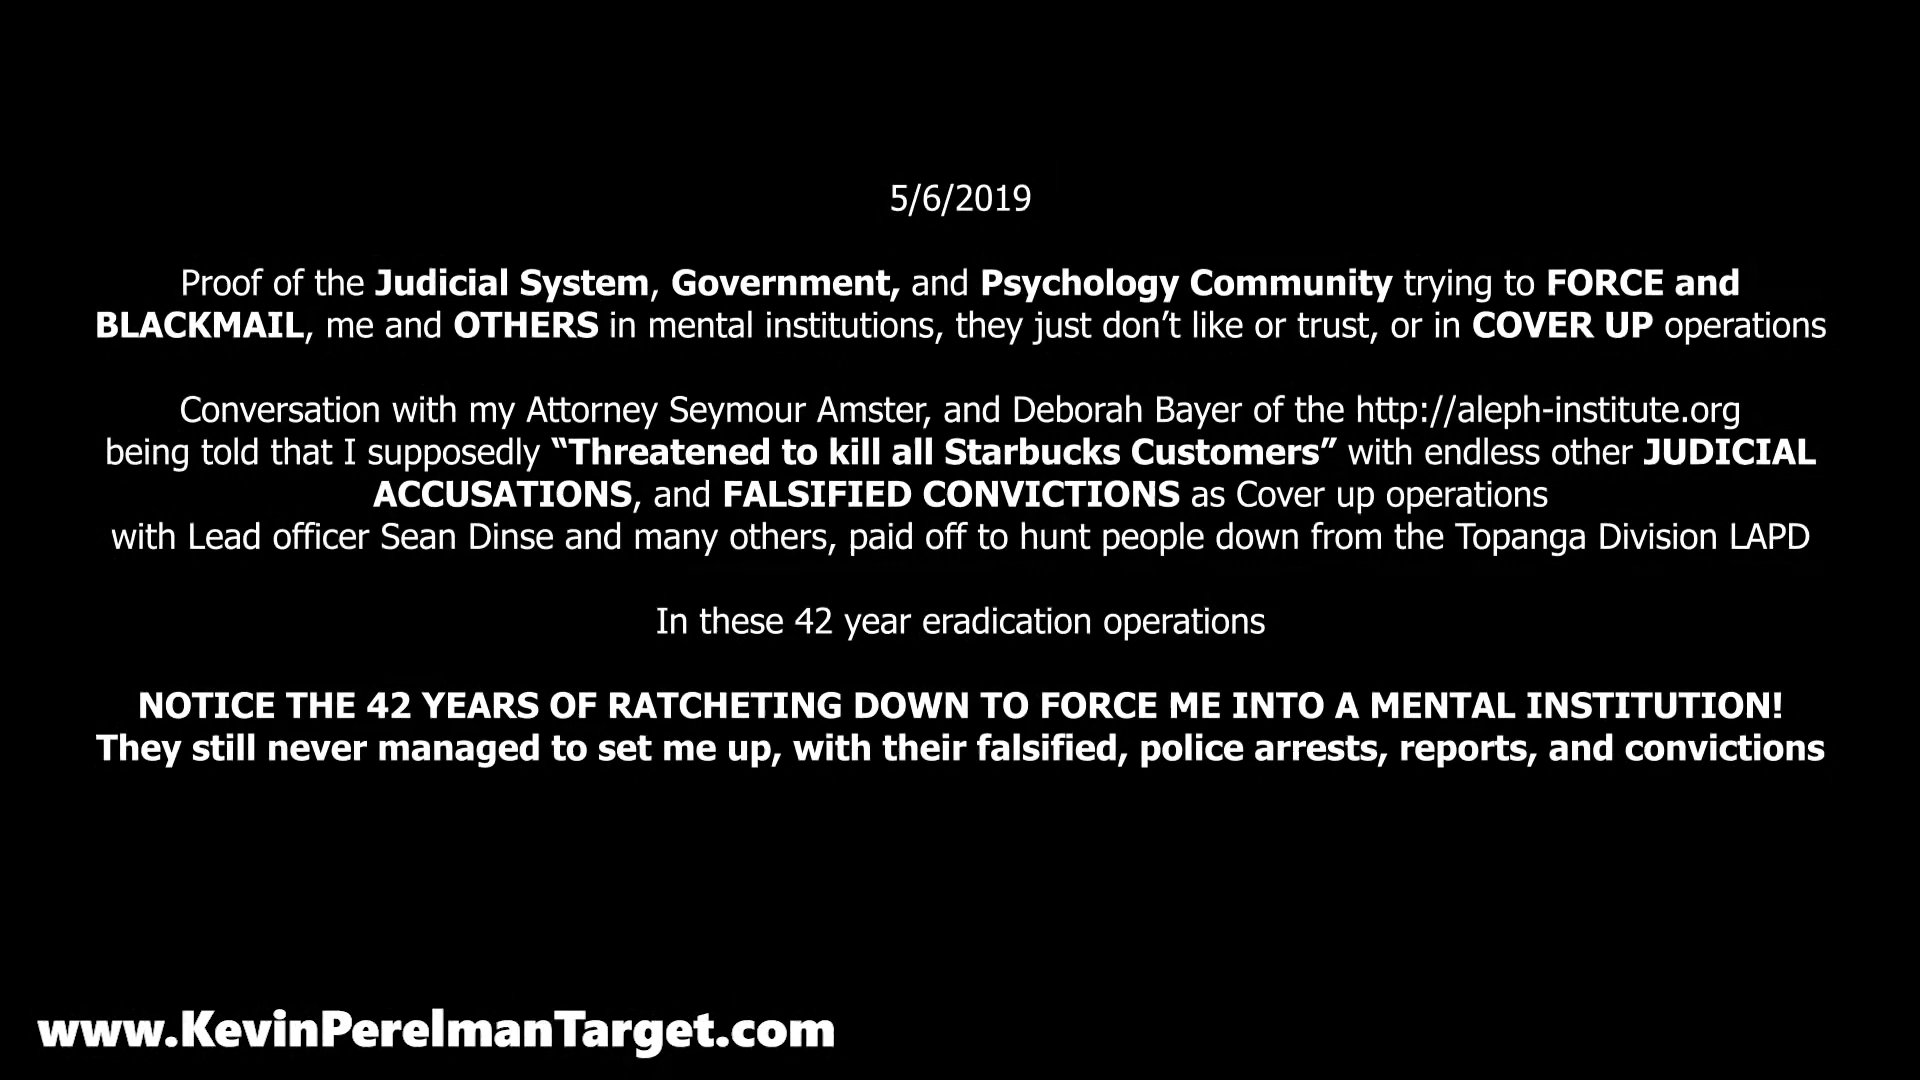 5/6/2019
Proof of the Judicial System, Government, and Psychology Community trying to FORCE and
BLACKMAIL, me and OTHERS in mental institutions, they just don’t like or trust, or in COVER UP operations
Conversation with my Attorney Seymour Amster, and Deborah Bayer of the http://aleph-institute.org
being told that I supposedly “Threatened to kill all Starbucks Customers” with endless other JUDICIAL
ACCUSATIONS, and FALSIFIED CONVICTIONS as Cover up operations
with Lead officer Sean Dinse and many others, paid off to hunt people down from the Topanga Division LAPD
In these 42 year eradication operations
NOTICE THE 42 YEARS OF RATCHETING DOWN TO FORCE ME INTO A MENTAL INSTITUTION!
They still never managed to set me up, with their falsified, police arrests, reports, and convictions
www.KevinPerelmanTarget.com